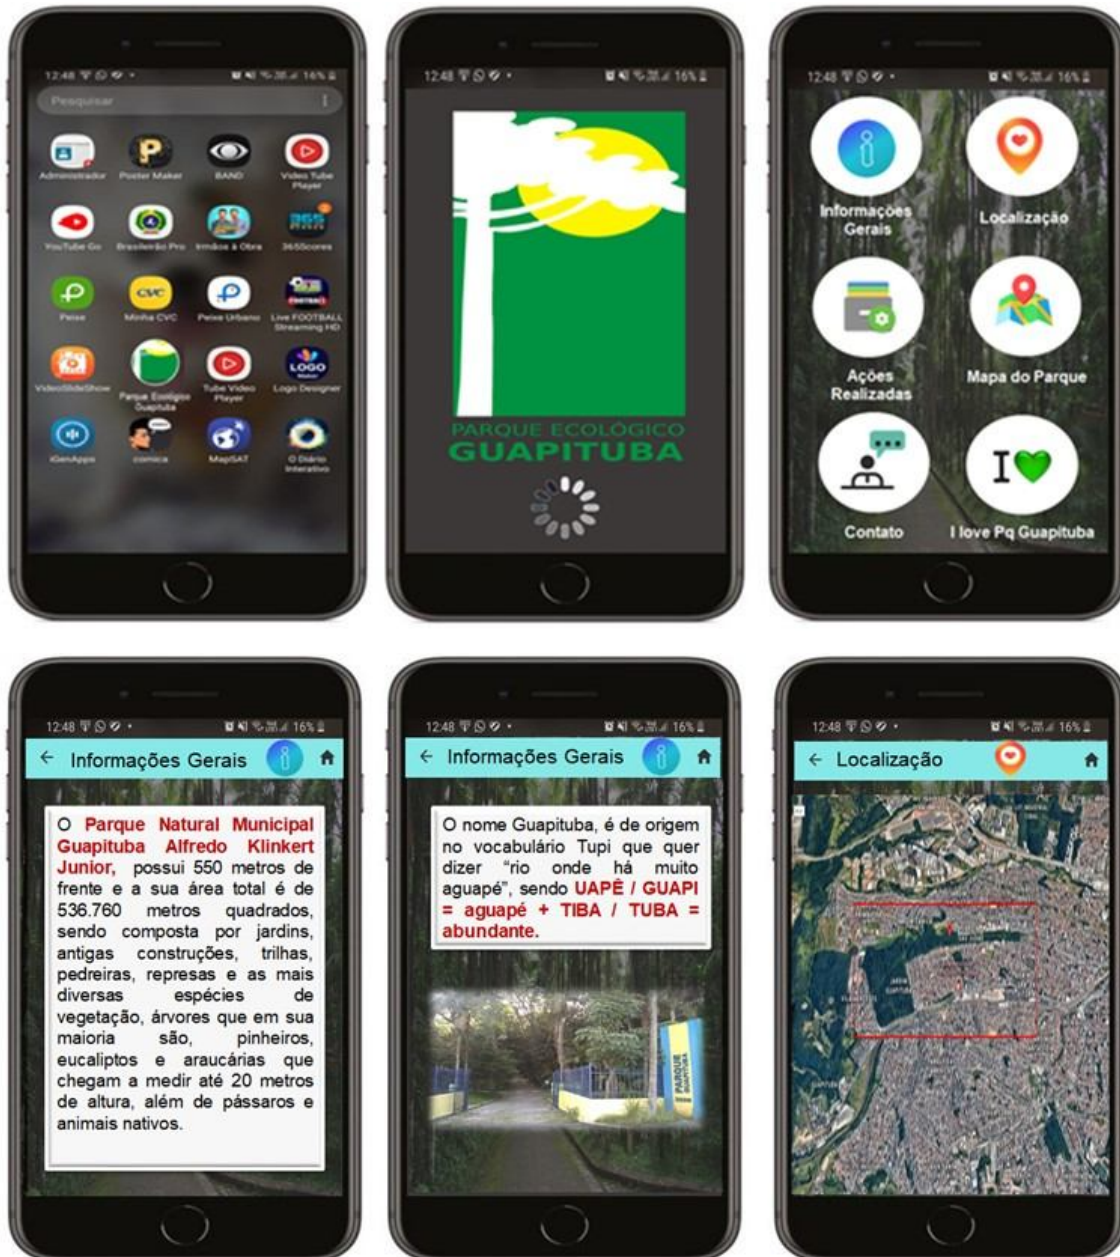 12:48
16%
Pesquisar
Administrador
Poster Maker
BAND
Video Tube
Player
YouTube Go
Brasileirão Pro
Irmãos à Obra
365Scores
Peixe
Minha CVC
Peixe Urbano
Live FOOTBALL
Streaming HD
VideoSlideShow
Parque Ecológico
Guapituba
Tube Video
Player
Logo Designer
iGenApps
comica
MapSAT
O Diário
Interativo
12:48
16%
PARQUE ECOLÓGICO
GUAPITUBA
12:48
16%
Informações
Gerais
Localização
Ações
Realizadas
Mapa do Parque
Contato
I
I love Pq Guapituba
12:48
16%
Informações Gerais
O Parque Natural Municipal
Guapituba Alfredo Klinkert
Junior, possui 550 metros de
frente e a sua área total é de
536.760 metros quadrados,
sendo composta por jardins,
antigas construções, trilhas,
pedreiras, represas e as mais
diversas espécies de
vegetação, árvores que em sua
maioria são, pinheiros,
eucaliptos e araucárias que
chegam a medir até 20 metros
de altura, além de pássaros e
animais nativos.
12:48
16%
Informações Gerais
O nome Guapituba, é de origem
no vocabulário Tupi que quer
dizer “rio onde há muito
aguapé”, sendo UAPÊ / GUAPI
= aguapé + TIBA / TUBA =
abundante.
PARQUE
GUAPITUBA
12:48
16%
Localização